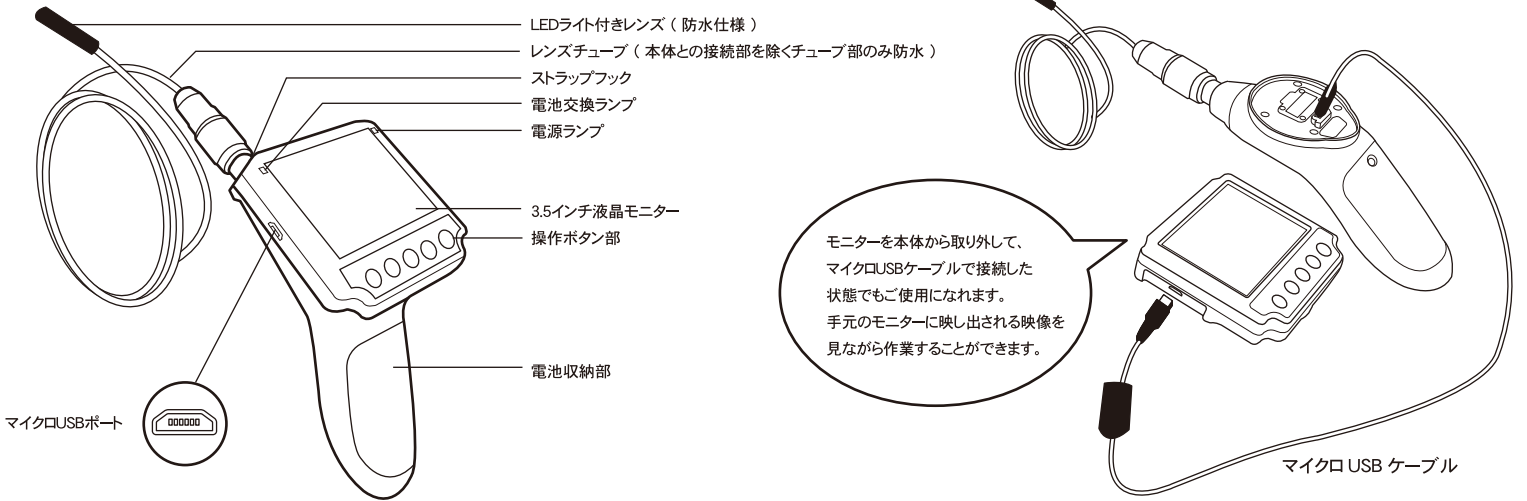 LEDライト付きレンズ（防水仕様）
レンズチューブ（本体との接続部を除くチューブ部のみ防水）
ストラップフック
電池交換ランプ
電源ランプ
3.5インチ液晶モニター
操作ボタン部
電池収納部
マイクロUSBポート
モニターを本体から取り外して、
マイクロUSBケーブルで接続した
状態でもご使用になれます。
手元のモニターに映し出される映像を
見ながら作業することができます。
マイクロ USB ケーブル